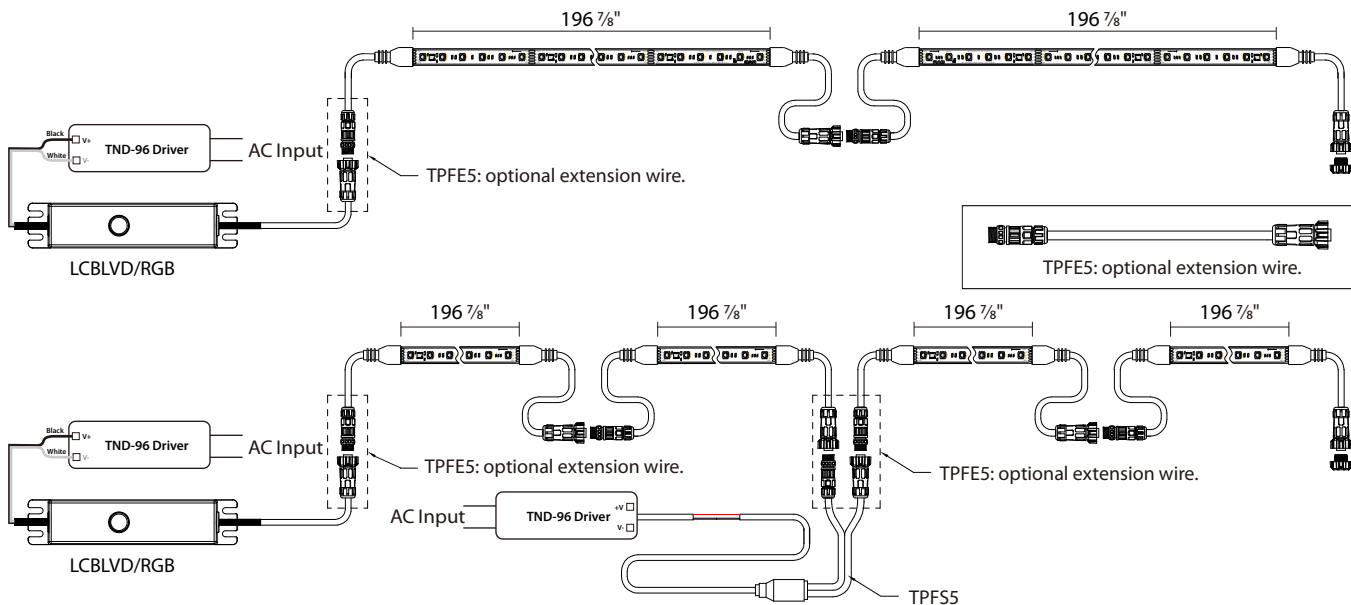 196 ⅞"
196 ⅞"
Black
V+
White
V-
TND-96 Driver
AC Input
TPFE5: optional extension wire.
LCBLVD/RGB
TPFE5: optional extension wire.
196 ⅞"
196 ⅞"
196 ⅞"
196 ⅞"
Black
V+
White
V-
TND-96 Driver
AC Input
TPFE5: optional extension wire.
TPFE5: optional extension wire.
AC Input
TND-96 Driver
+V
V-
LCBLVD/RGB
TPFS5